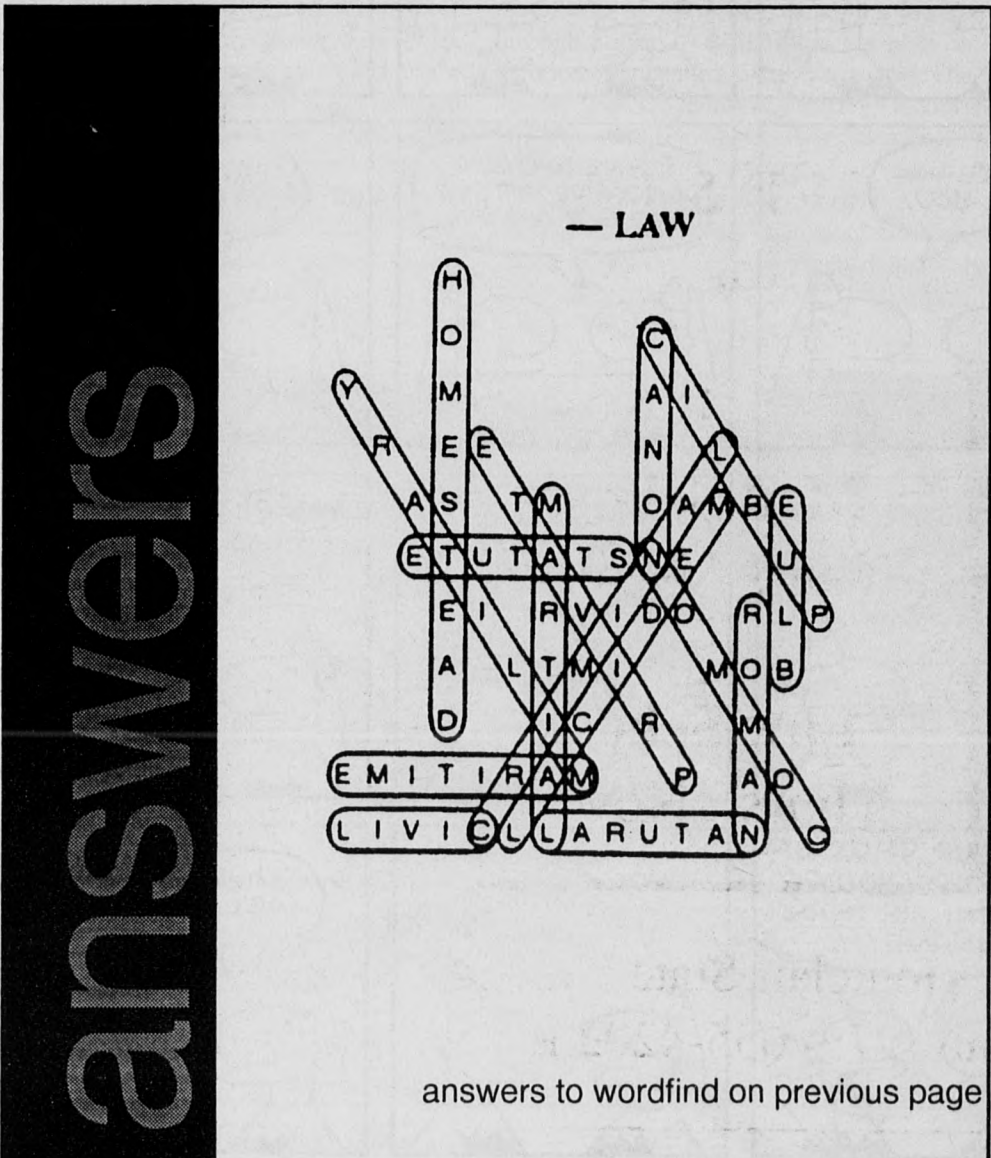 answers
— LAW
H
O C
Y M A I
R E E N L
A S T M O A M B E
E T U T A T S N E U
E I R V I D O R L P
A L T M I M O B
D I C R M
E M I T I R A M P A O
L I V I C L L A R U T A N C
answers to wordfind on previous page